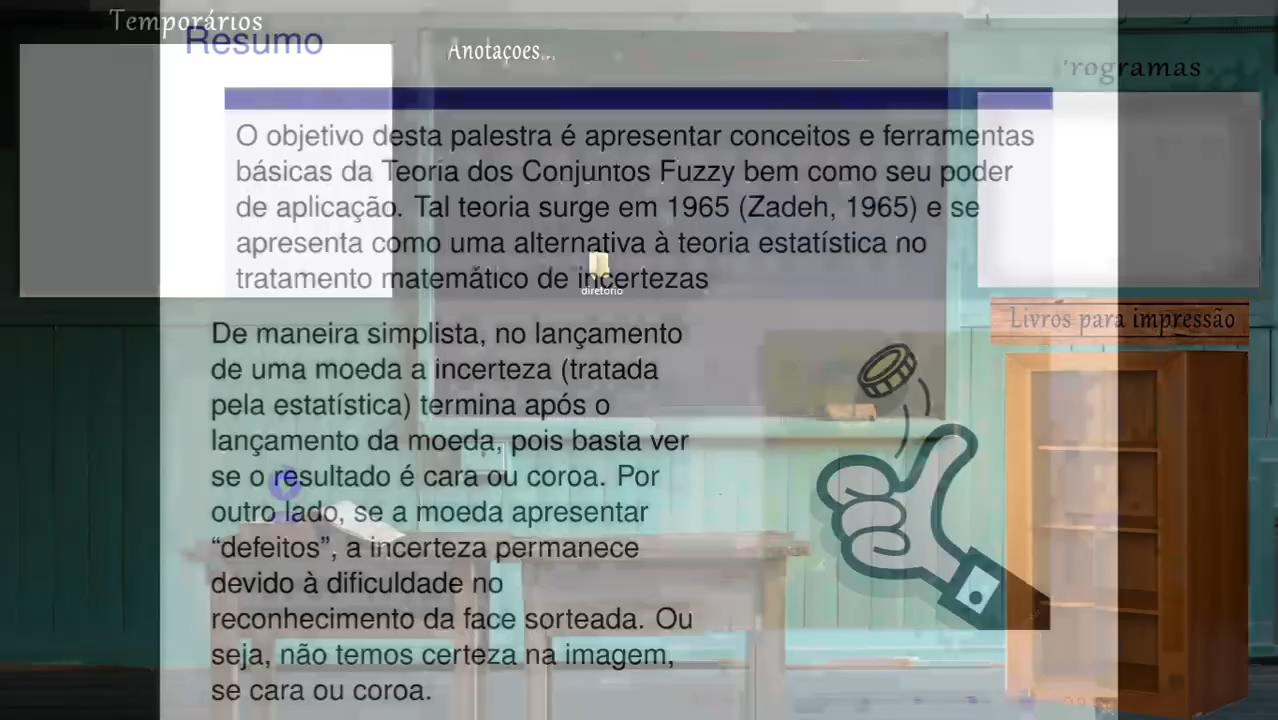 Temporários
Resumo
Anotaçoes...
rogramas
O objetivo desta palestra é apresentar conceitos e ferramentas
básicas da Teoria dos Conjuntos Fuzzy bem como seu poder
de aplicação. Tal teoria surge em 1965 (Zadeh, 1965) e se
apresenta como uma alternativa à teoria estatística no
tratamento matemático de incertezas
diretório
Livros para impressão
De maneira simplista, no lançamento
de uma moeda a incerteza (tratada
pela estatística) termina após o
lançamento da moeda, pois basta ver
se o resultado é cara ou coroa. Por
outro lado, se a moeda apresentar
“defeitos”, a incerteza permanece
devido à dificuldade no
reconhecimento da face sorteada. Ou
seja, não temos certeza na imagem,
se cara ou coroa.